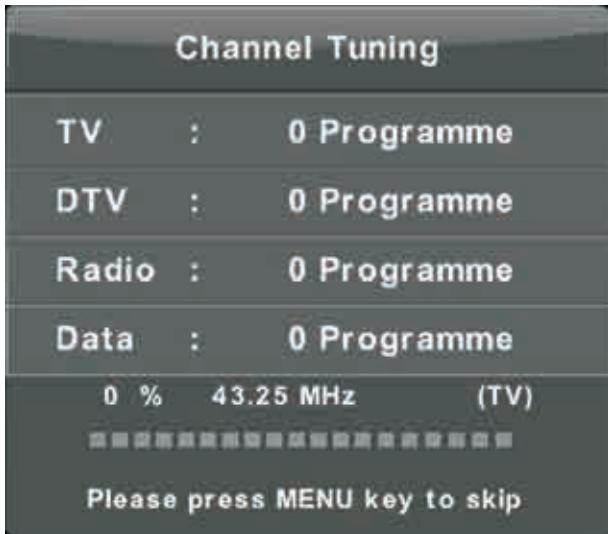 Channel Tuning
TV : 0 Programme
DTV : 0 Programme
Radio : 0 Programme
Data : 0 Programme
0 % 43.25 MHz (TV)
Please press MENU key to skip